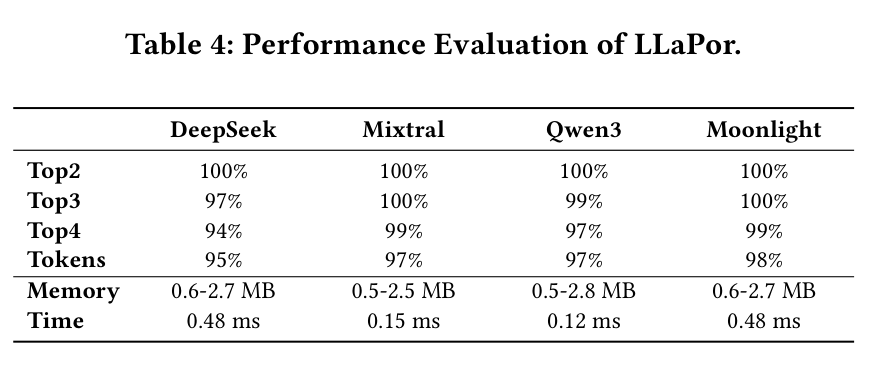 Table 4: Performance Evaluation of LLaPor.
DeepSeek Mixtral Qwen3 Moonlight
Top2 100% 100% 100% 100%
Top3 97% 100% 99% 100%
Top4 94% 99% 97% 99%
Tokens 95% 97% 97% 98%
Memory 0.6-2.7 MB 0.5-2.5 MB 0.5-2.8 MB 0.6-2.7 MB
Time 0.48 ms 0.15 ms 0.12 ms 0.48 ms